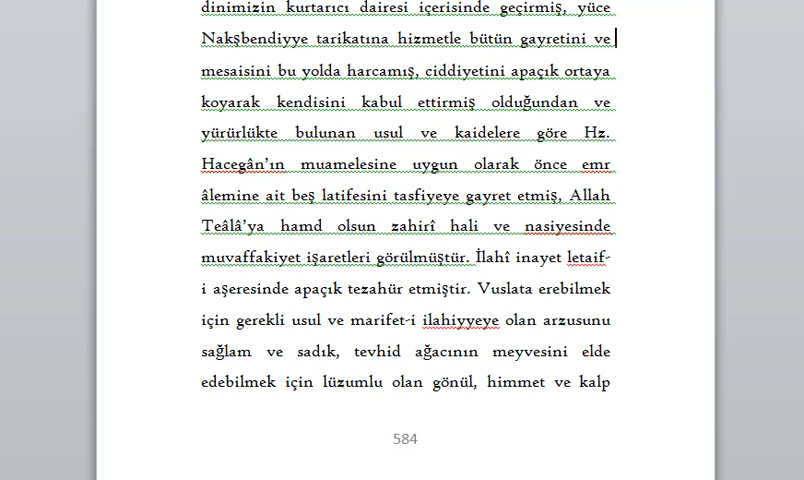 dinimizin kurtarıcı dairesi içerisinde geçirmiş, yüce
Nakşbendiyye tarikatına hizmetle bütün gayretini ve
mesaisini bu yolda harcamış, ciddiyetini apaçık ortaya
koyarak kendisini kabul ettirmiş olduğundan ve
yürürlükte bulunan usul ve kaidelere göre Hz.
Hacegân’ın muamelesine uygun olarak önce emr
âlemine ait beş latifesini tasfiyeye gayret etmiş, Allah
Teâlâ’ya hamd olsun zahirî hali ve nasiyesinde
muvaffakiyet işaretleri görülmüştür. İlahî inayet letaif-
i aşeresinde apaçık tezahür etmiştir. Vuslata erebilmek
için gerekli usul ve marifet-i ilahiyyeye olan arzusunu
sağlam ve sadık, tevhid ağacının meyvesini elde
edebilmek için lüzumlu olan gönül, himmet ve kalp
584